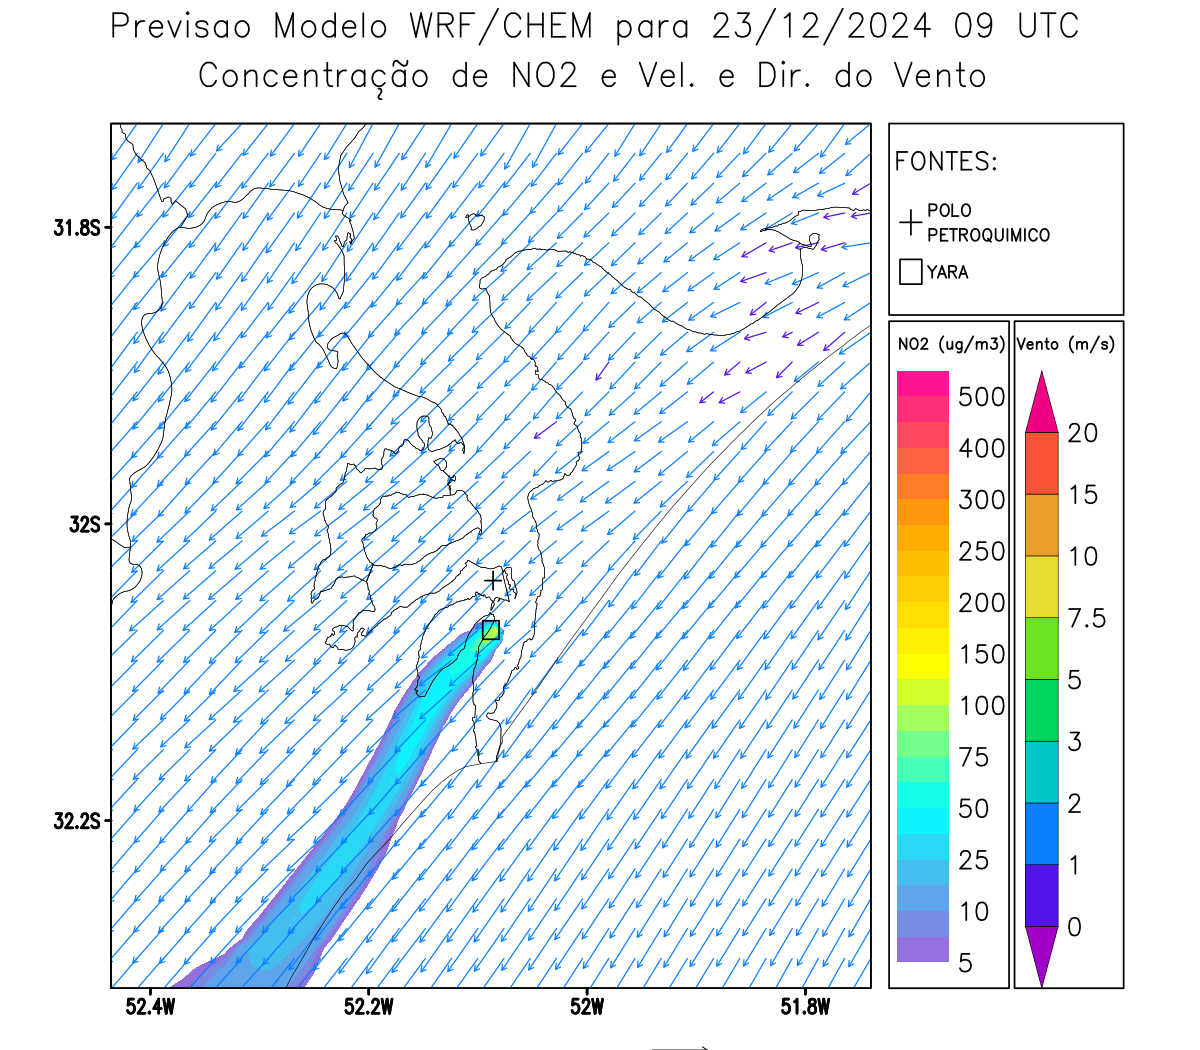 Previsao Modelo WRF/CHEM para 23/12/2024 09 UTC
Concentração de NO2 e Vel. e Dir. do Vento
FONTES:
POLO
PETROQUIMICO
YARA
31.8S
32S
32.2S
52.4W 52.2W 52W 51.8W
NO2 (ug/m3)
500
400
300
250
200
150
100
75
50
25
10
5
Vento (m/s)
20
15
10
7.5
5
3
2
1
0